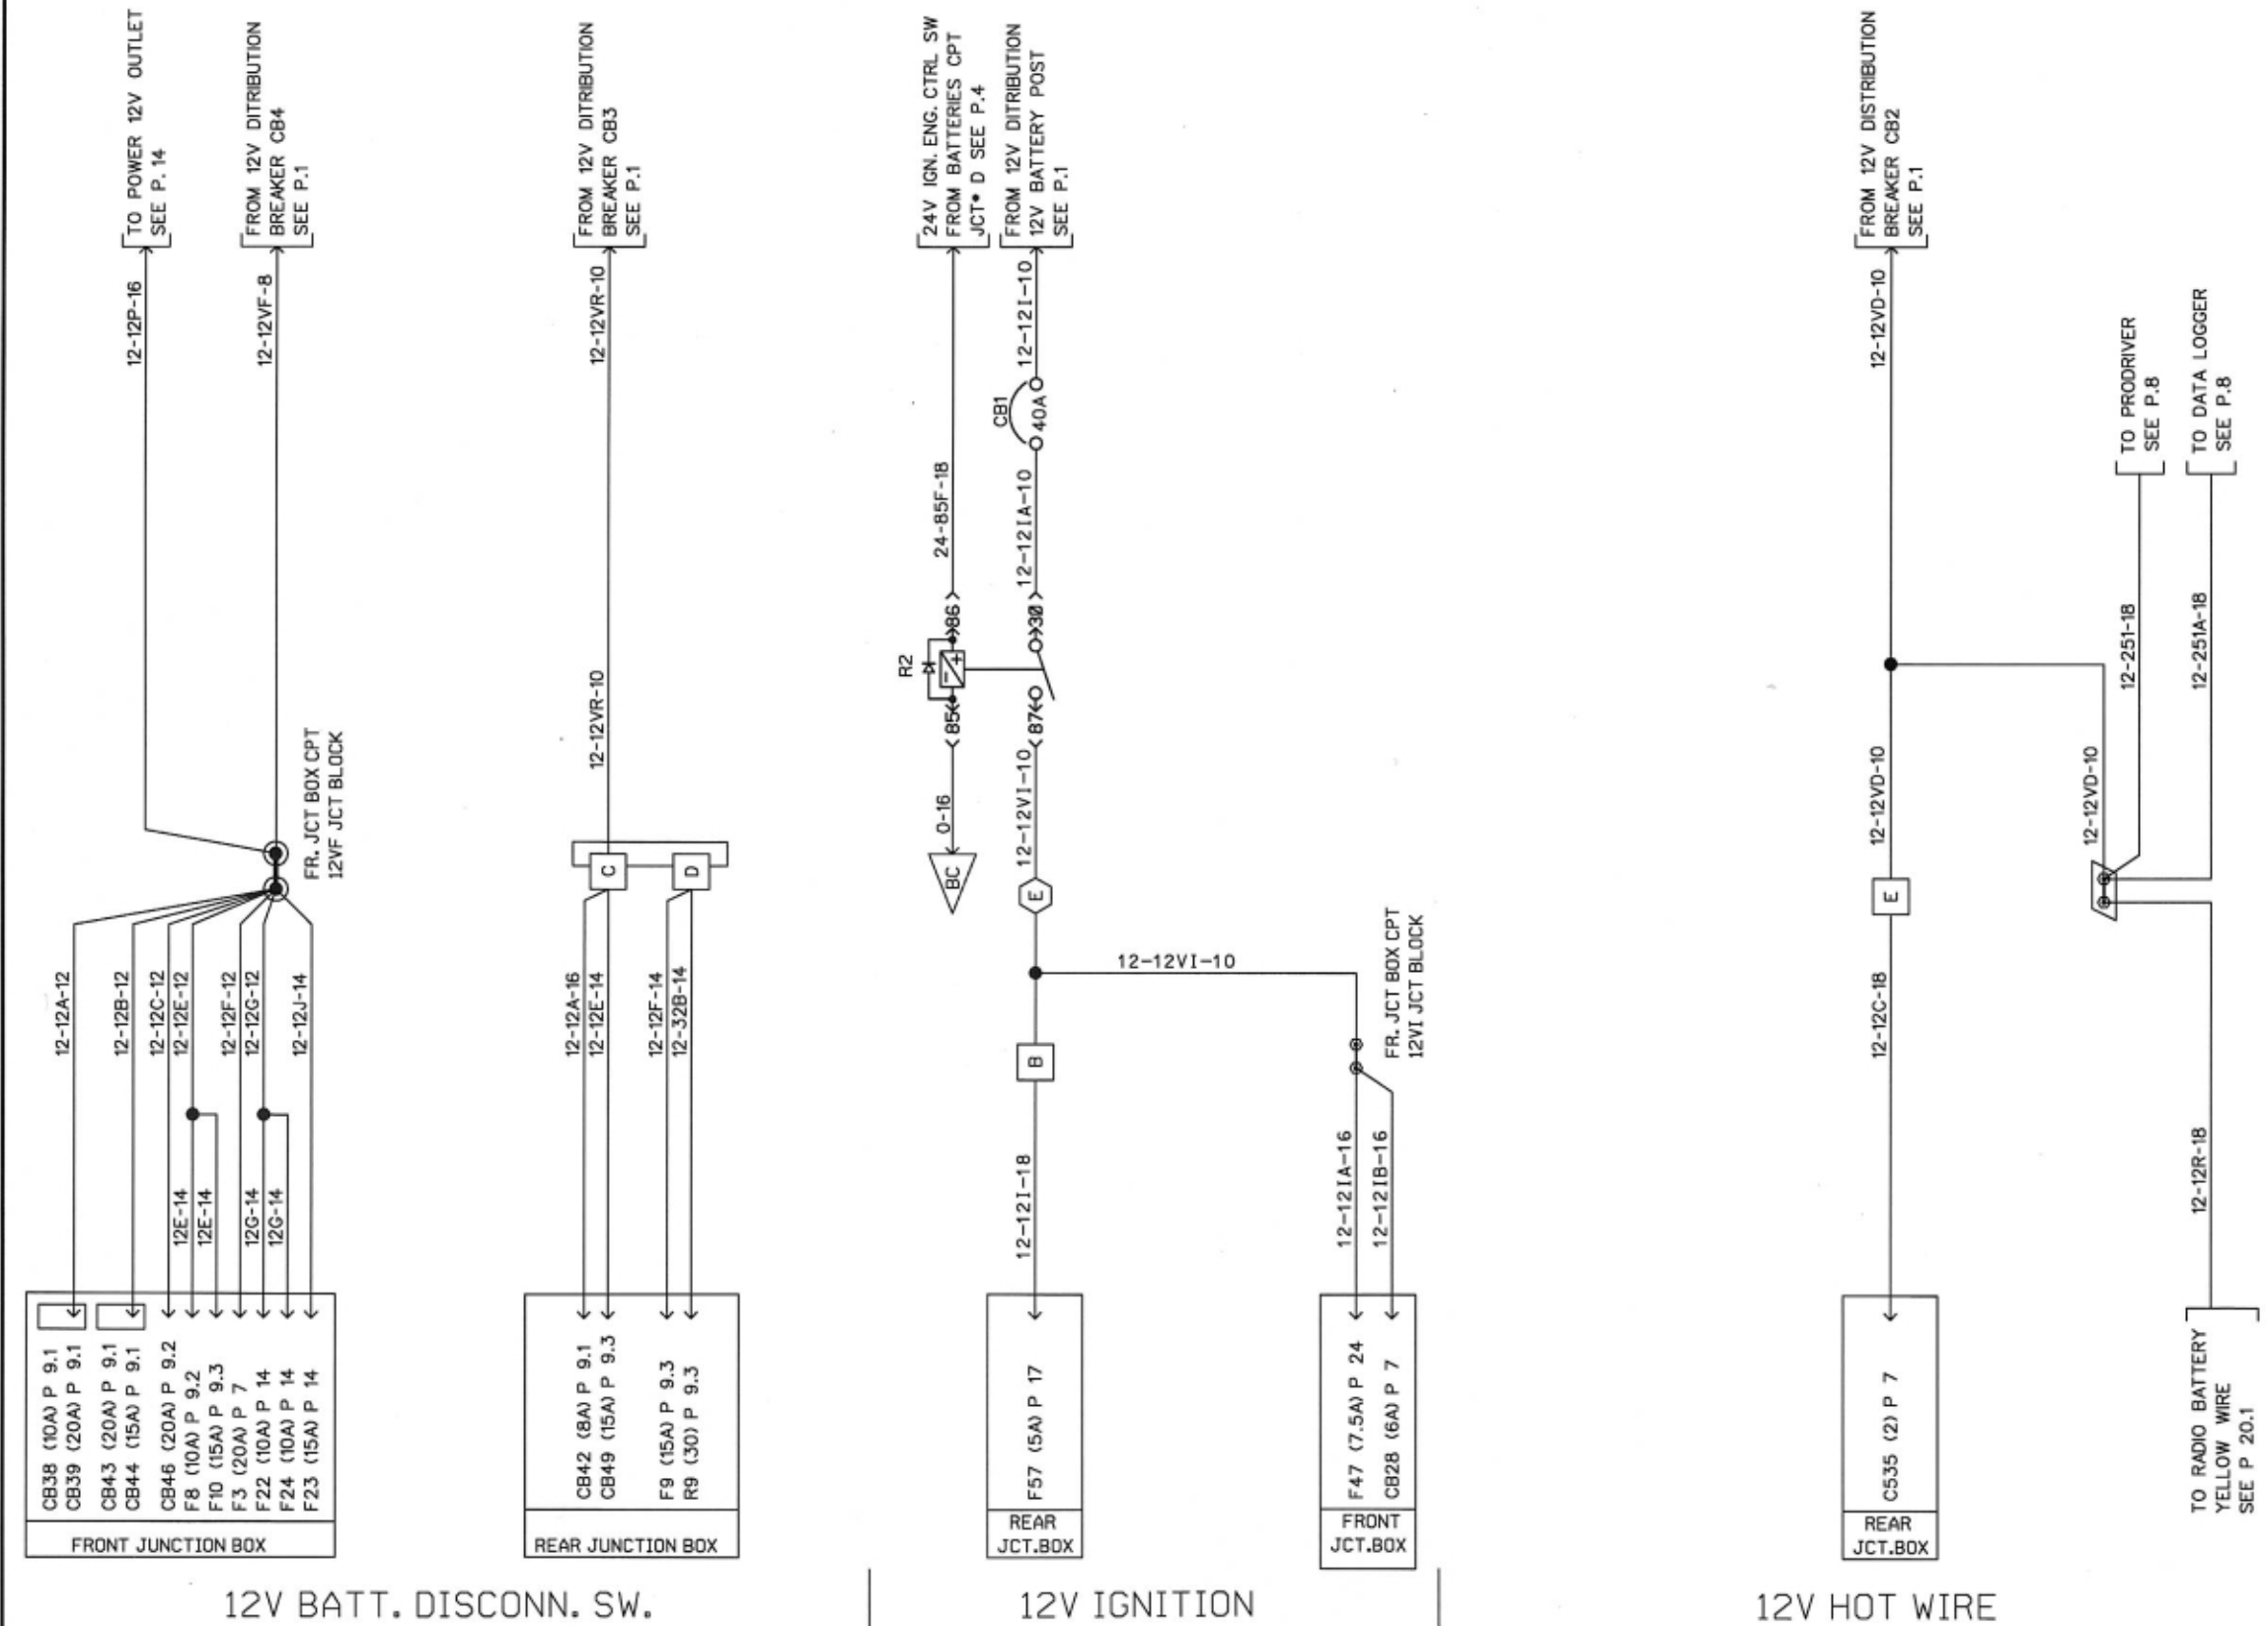 TO POWER 12V OUTLET
SEE P. 14
FROM 12V DITRIBUTION
BREAKER CB4
SEE P.1
12-12P-16
12-12VF-8
FR. JCT BOX CPT
12VF JCT BLOCK
12-12A-12
12-12B-12
12-12C-12
12-12E-12
12-12F-12
12-12G-12
12-12J-14
12E-14
12E-14
12G-14
12G-14
CB38 (10A) P 9.1
CB39 (20A) P 9.1
CB43 (20A) P 9.1
CB44 (15A) P 9.1
CB46 (20A) P 9.2
F8 (10A) P 9.2
F10 (15A) P 9.3
F3 (20A) P 7
F22 (10A) P 14
F24 (10A) P 14
F23 (15A) P 14
FRONT JUNCTION BOX
FROM 12V DITRIBUTION
BREAKER CB3
SEE P.1
12-12VR-10
12-12VR-10
C
D
12-12A-16
12-12E-14
12-12F-14
12-32B-14
CB42 (8A) P 9.1
CB49 (15A) P 9.3
F9 (15A) P 9.3
R9 (30) P 9.3
REAR JUNCTION BOX
12V BATT. DISCONN. SW.
24V IGN. ENG. CTRL SW
FROM BATTERIES CPT
JCT• D SEE P.4
FROM 12V DITRIBUTION
12V BATTERY POST
SEE P.1
12-12I-10
CB1
40A
24-85F-18
12-12IA-10
86
30
R2
85
87
0-16
12-12VI-10
BC
E
12-12VI-10
FR. JCT BOX CPT
12VI JCT BLOCK
B
12-12I-18
12-12IA-16
12-12IB-16
F57 (5A) P 17
REAR
JCT.BOX
F47 (7.5A) P 24
CB28 (6A) P 7
FRONT
JCT.BOX
12V IGNITION
FROM 12V DISTRIBUTION
BREAKER CB2
SEE P.1
12-12VD-10
TO PRODRIVER
SEE P.8
TO DATA LOGGER
SEE P.8
12-251-18
12-251A-18
12-12VD-10
12-12VD-10
E
12-12C-18
12-12R-18
C535 (2) P 7
REAR
JCT.BOX
TO RADIO BATTERY
YELLOW WIRE
SEE P 20.1
12V HOT WIRE